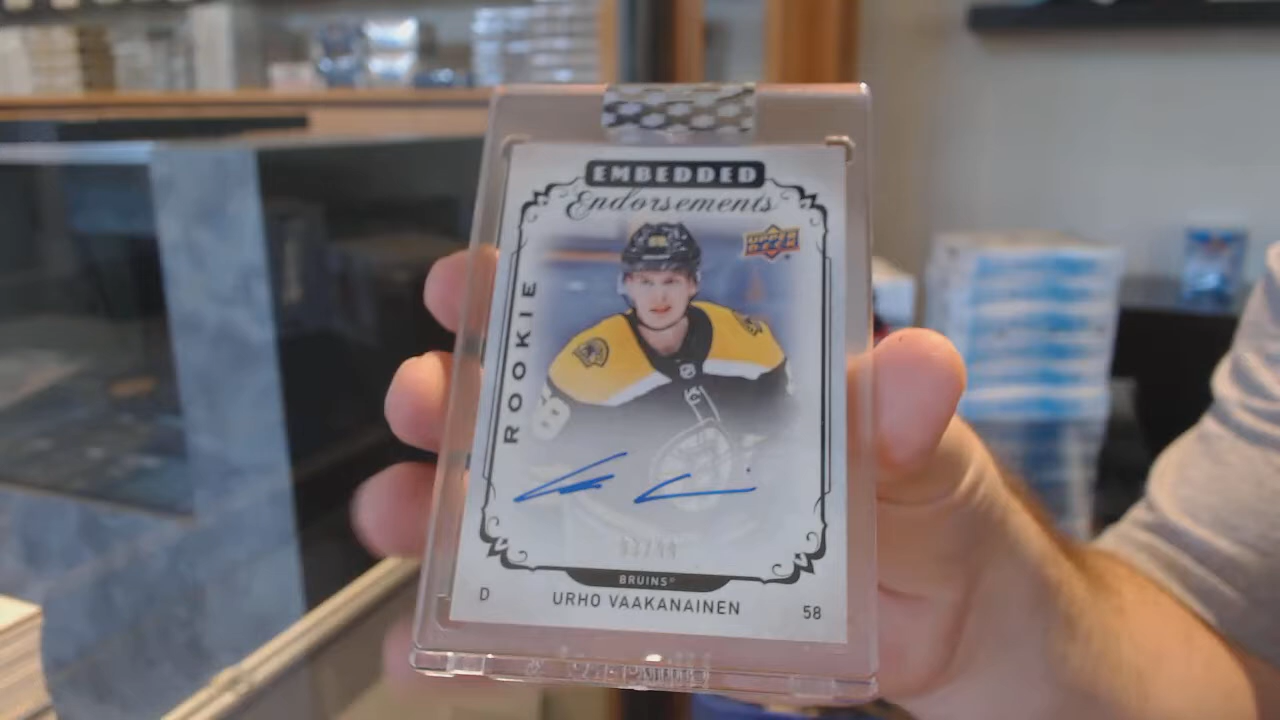 EMBEDDED
Endorsements
UPPER DECK
ROOKIE
BRUINS®
D
URHO VAAKANAINEN
58